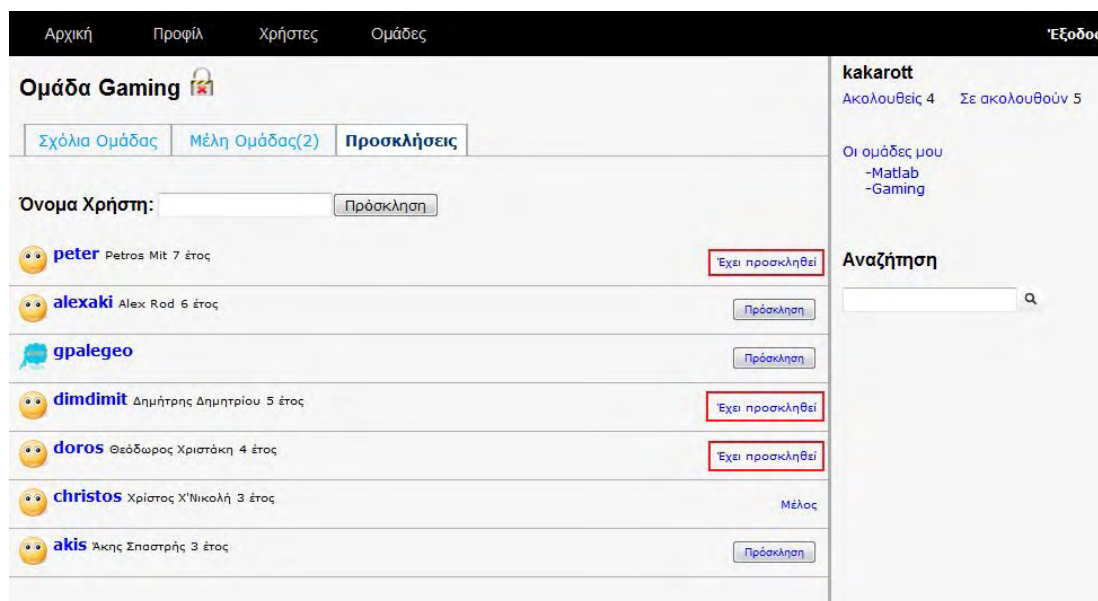 Αρχική Προφίλ Χρήστες Ομάδες Έξοδος
Ομάδα Gaming
Σχόλια Ομάδας Μέλη Ομάδας(2) Προσκλήσεις
Όνομα Χρήστη: Πρόσκληση
peter Petros Mit 7 έτος Έχει προσκληθεί
alexaki Alex Rod 6 έτος Πρόσκληση
gpalegeo Πρόσκληση
dimdimit Δημήτρης Δημητρίου 5 έτος Έχει προσκληθεί
doros Θεόδωρος Χριστάκη 4 έτος Έχει προσκληθεί
christos Χρίστος Χ'Νικολή 3 έτος Μέλος
akis Άκης Σπαστρής 3 έτος Πρόσκληση
kakarott
Ακολουθείς 4 Σε ακολουθούν 5
Οι ομάδες μου
-Matlab
-Gaming
Αναζήτηση